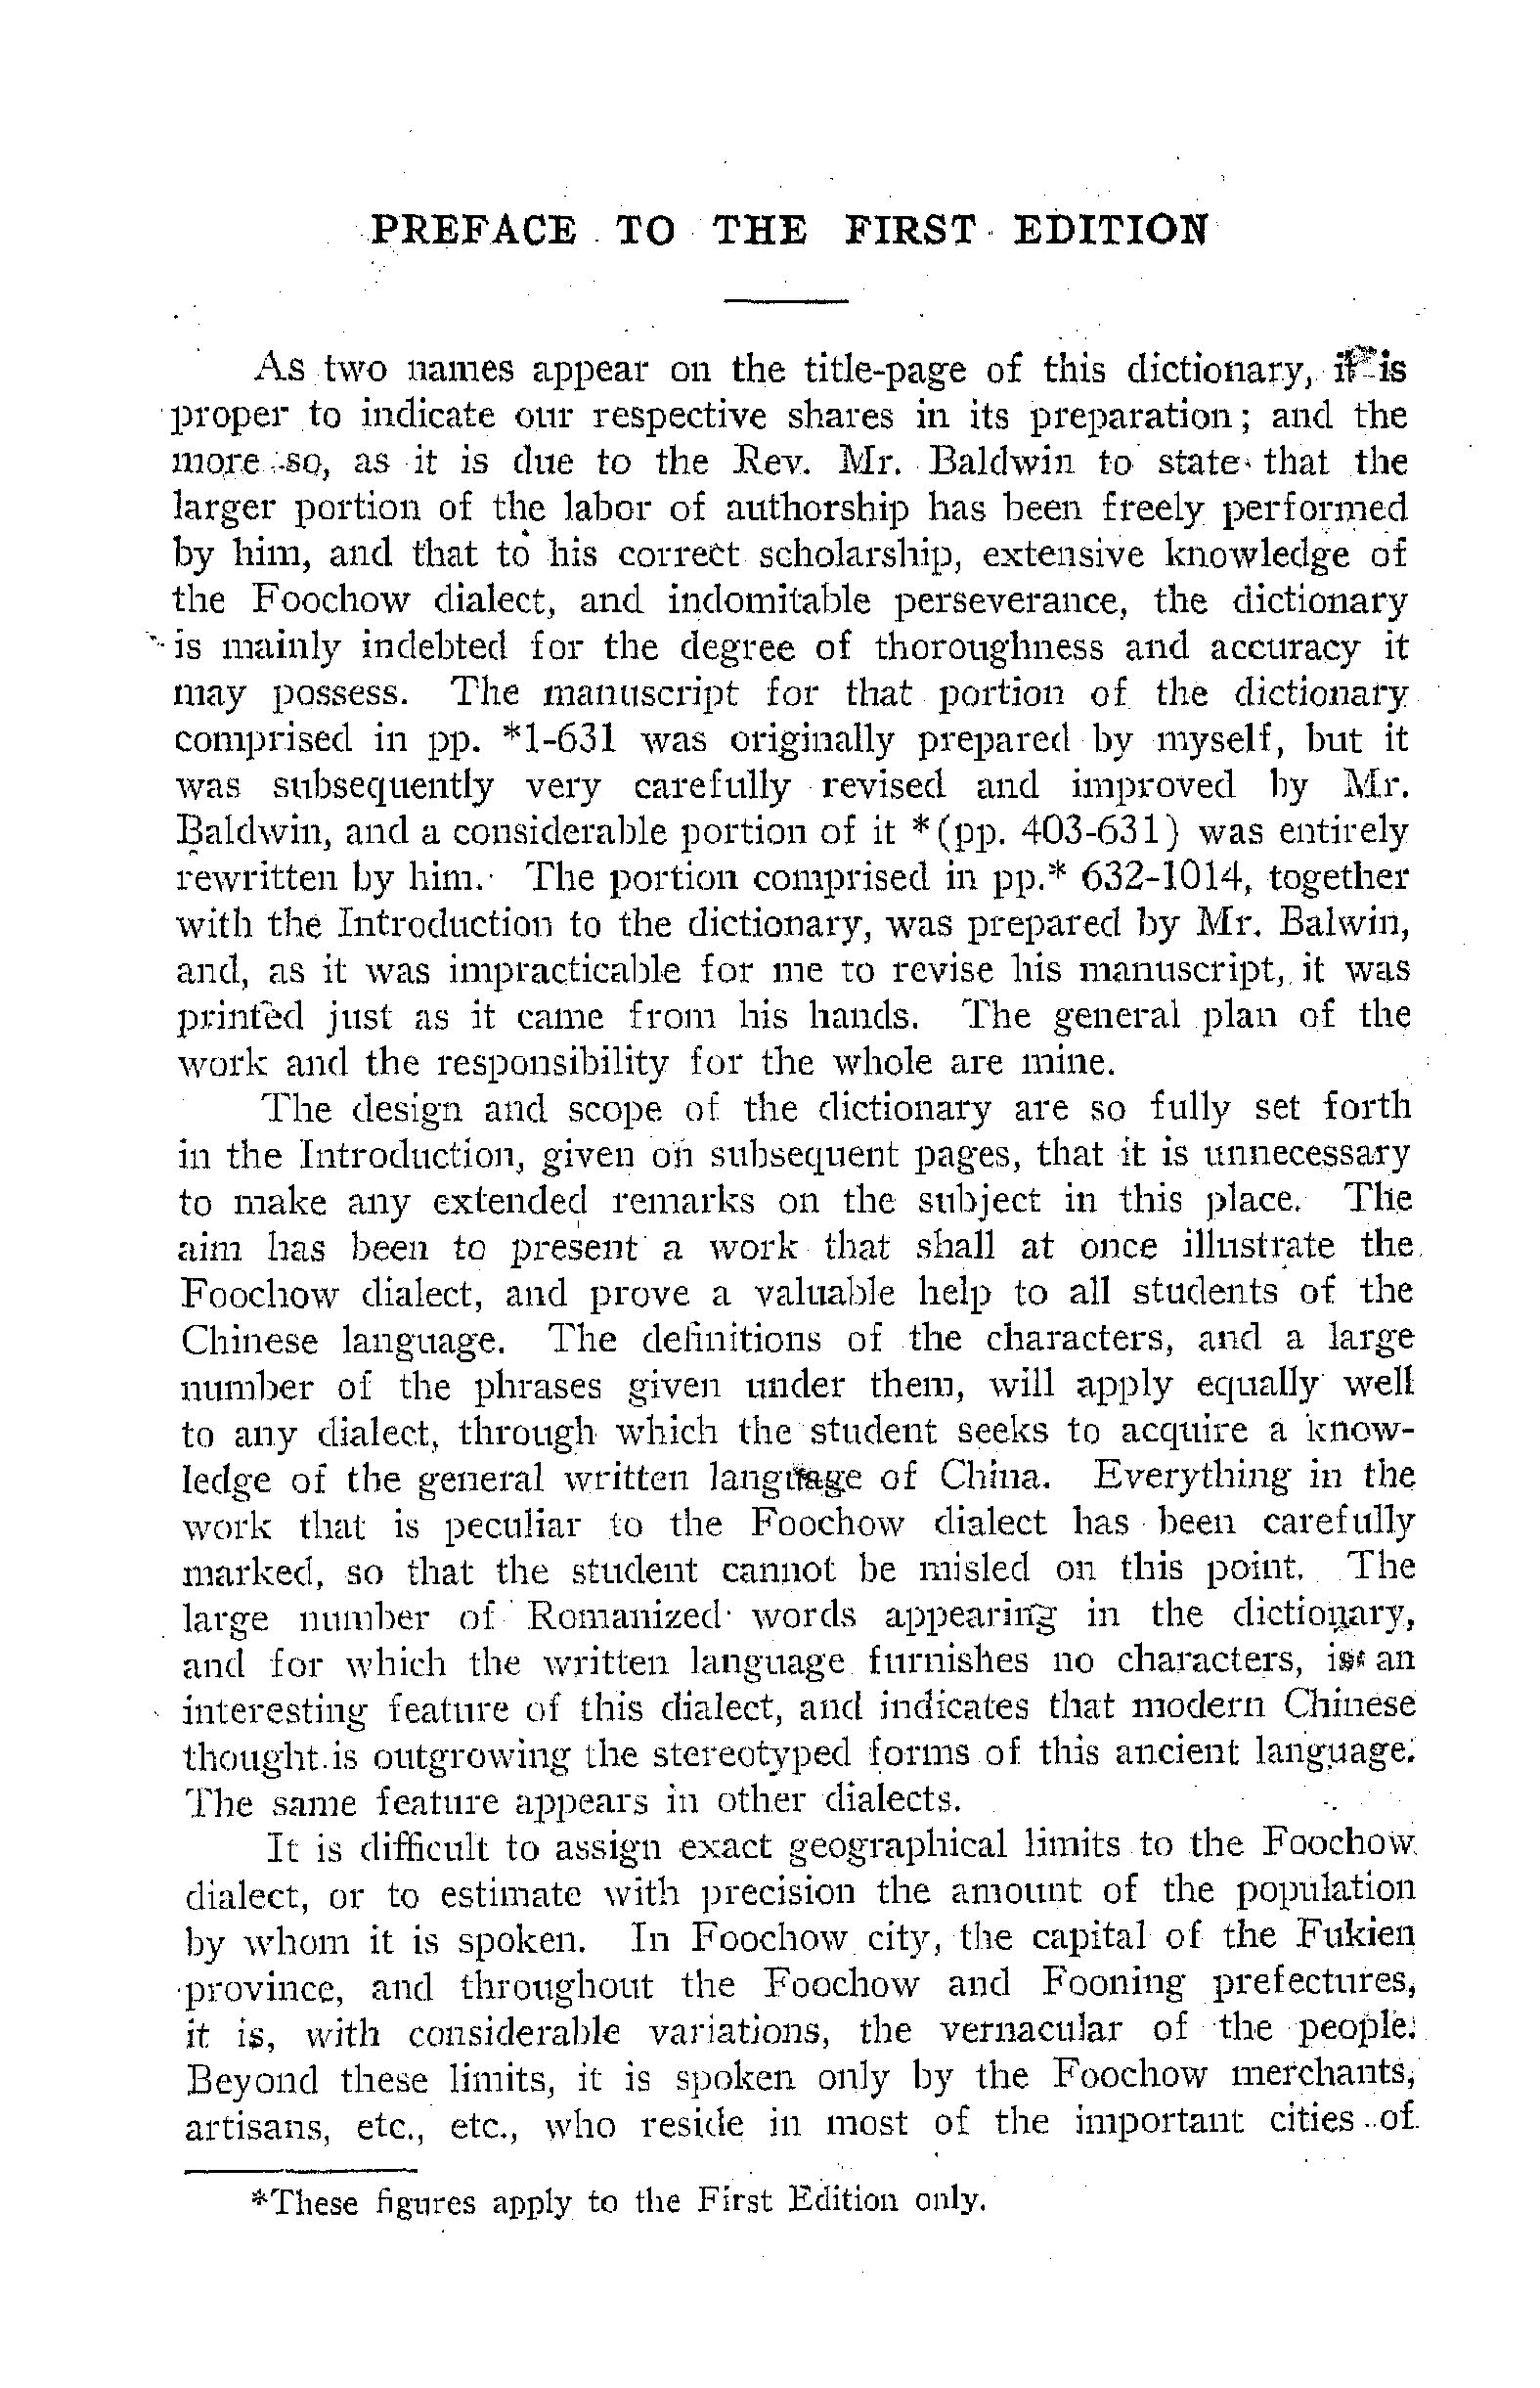 PREFACE TO THE FIRST EDITION
As two names appear on the title-page of this dictionary, it is
proper to indicate our respective shares in its preparation; and the
more so, as it is due to the Rev. Mr. Baldwin to state that the
larger portion of the labor of authorship has been freely performed
by him, and that to his correct scholarship, extensive knowledge of
the Foochow dialect, and indomitable perseverance, the dictionary
is mainly indebted for the degree of thoroughness and accuracy it
may possess. The manuscript for that portion of the dictionary
comprised in pp. *1-631 was originally prepared by myself, but it
was subsequently very carefully revised and improved by Mr.
Baldwin, and a considerable portion of it *(pp. 403-631) was entirely
rewritten by him. The portion comprised in pp.* 632-1014, together
with the Introduction to the dictionary, was prepared by Mr. Balwin,
and, as it was impracticable for me to revise his manuscript, it was
printed just as it came from his hands. The general plan of the
work and the responsibility for the whole are mine.
The design and scope of the dictionary are so fully set forth
in the Introduction, given on subsequent pages, that it is unnecessary
to make any extended remarks on the subject in this place. The
aim has been to present a work that shall at once illustrate the
Foochow dialect, and prove a valuable help to all students of the
Chinese language. The definitions of the characters, and a large
number of the phrases given under them, will apply equally well
to any dialect, through which the student seeks to acquire a know-
ledge of the general written language of China. Everything in the
work that is peculiar to the Foochow dialect has been carefully
marked, so that the student cannot be misled on this point. The
large number of Romanized words appearing in the dictionary,
and for which the written language furnishes no characters, is an
interesting feature of this dialect, and indicates that modern Chinese
thought is outgrowing the stereotyped forms of this ancient language.
The same feature appears in other dialects.
It is difficult to assign exact geographical limits to the Foochow
dialect, or to estimate with precision the amount of the population
by whom it is spoken. In Foochow city, the capital of the Fukien
province, and throughout the Foochow and Fooning prefectures,
it is, with considerable variations, the vernacular of the people.
Beyond these limits, it is spoken only by the Foochow merchants,
artisans, etc., etc., who reside in most of the important cities of
*These figures apply to the First Edition only.